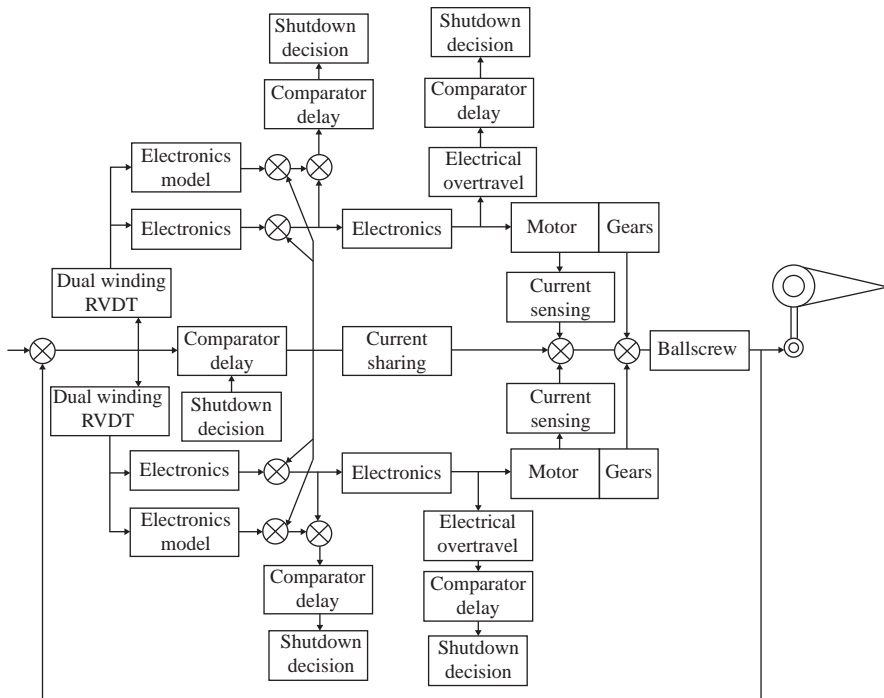 Shutdown
decision
Shutdown
decision
Comparator
delay
Comparator
delay
Electronics
model
Electrical
overtravel
Electronics
Electronics
Motor
Gears
Dual winding
RVDT
Current
sensing
Comparator
delay
Current
sharing
Ballscrew
Dual winding
RVDT
Shutdown
decision
Current
sensing
Electronics
Electronics
Motor
Gears
Electronics
model
Electrical
overtravel
Comparator
delay
Comparator
delay
Shutdown
decision
Shutdown
decision